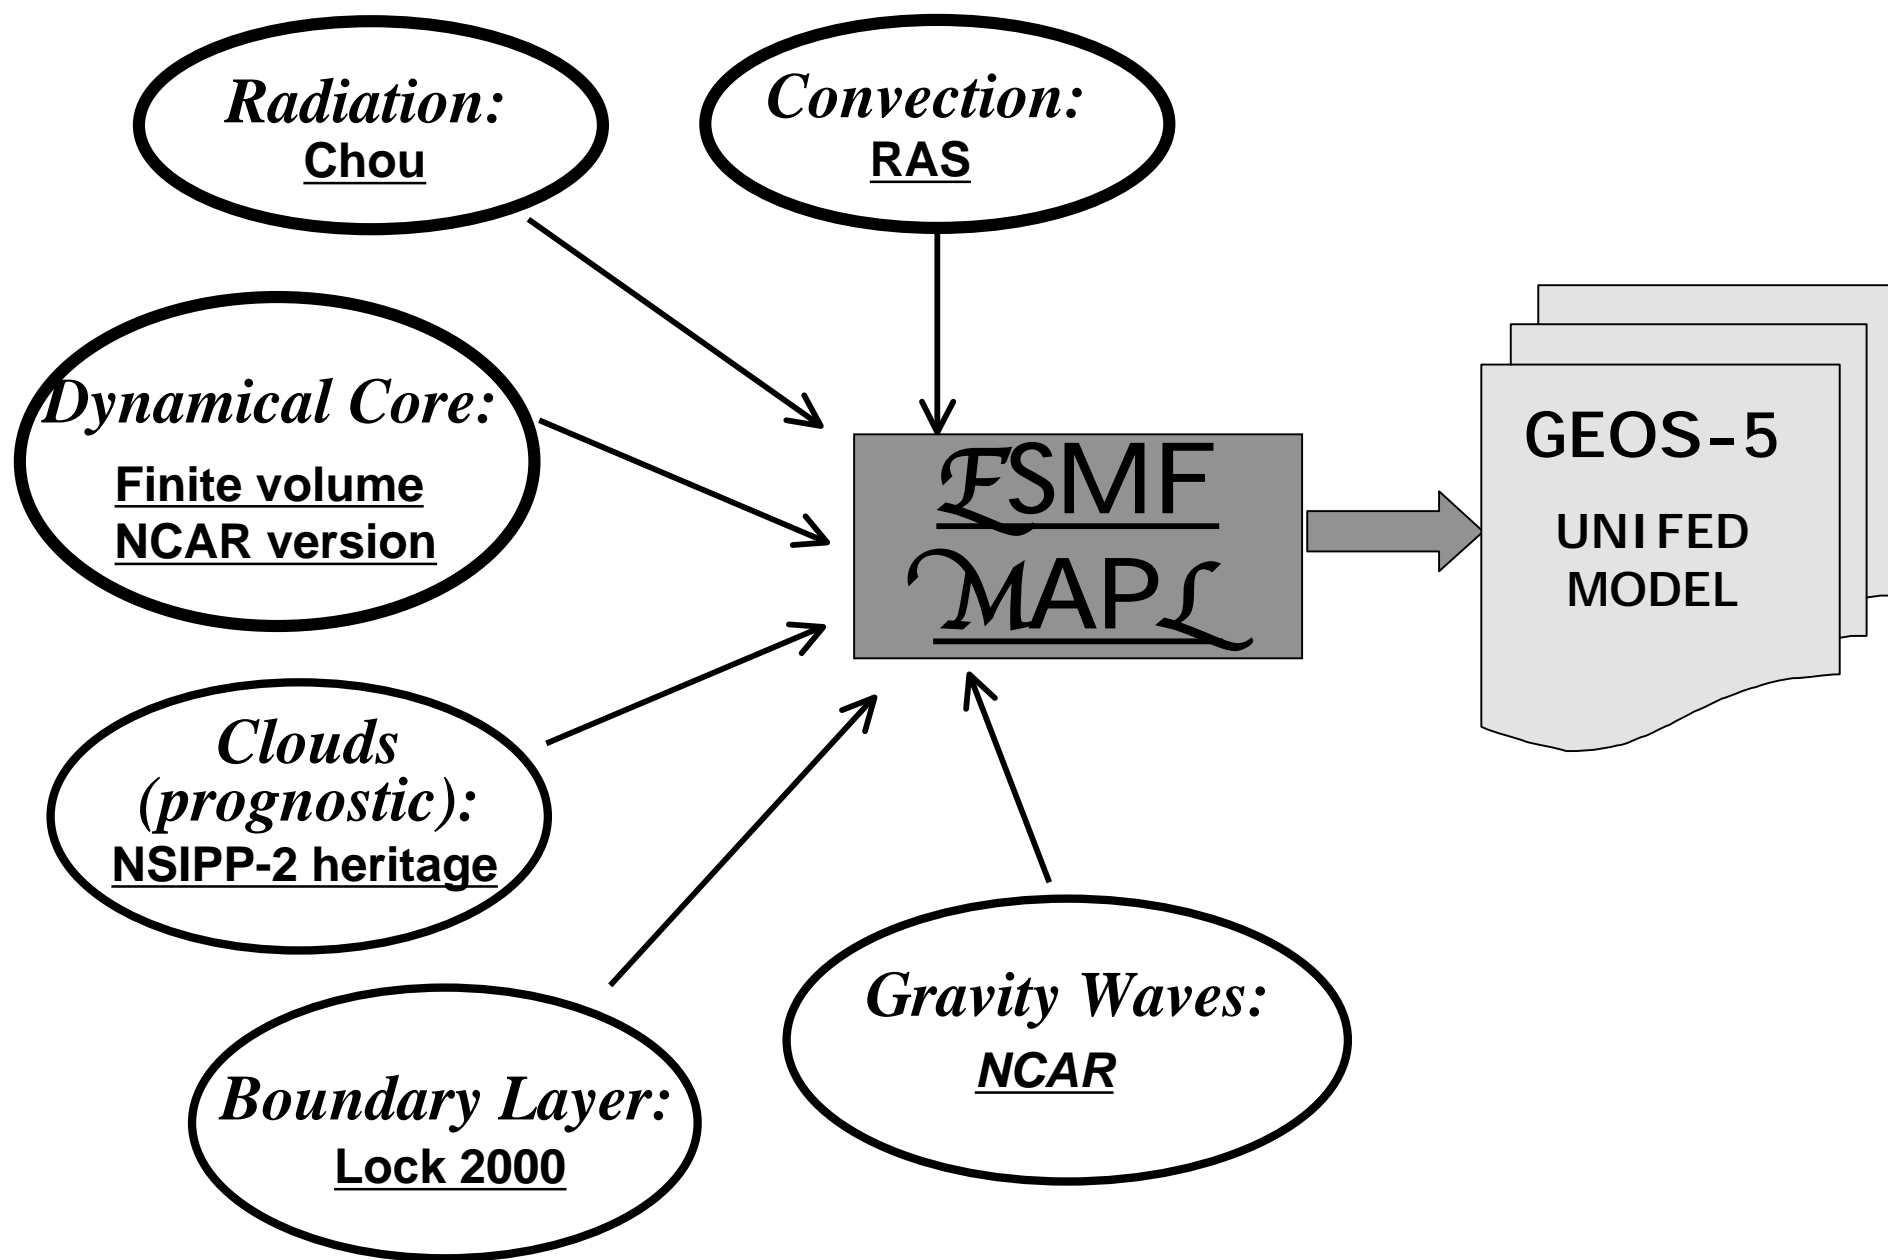 Radiation:
Chou
Convection:
RAS
Dynamical Core:
Finite volume
NCAR version
ESMF
MAPL
GEOS-5
UNIFED
MODEL
Clouds
(prognostic):
NSIPP-2 heritage
Gravity Waves:
NCAR
Boundary Layer:
Lock 2000